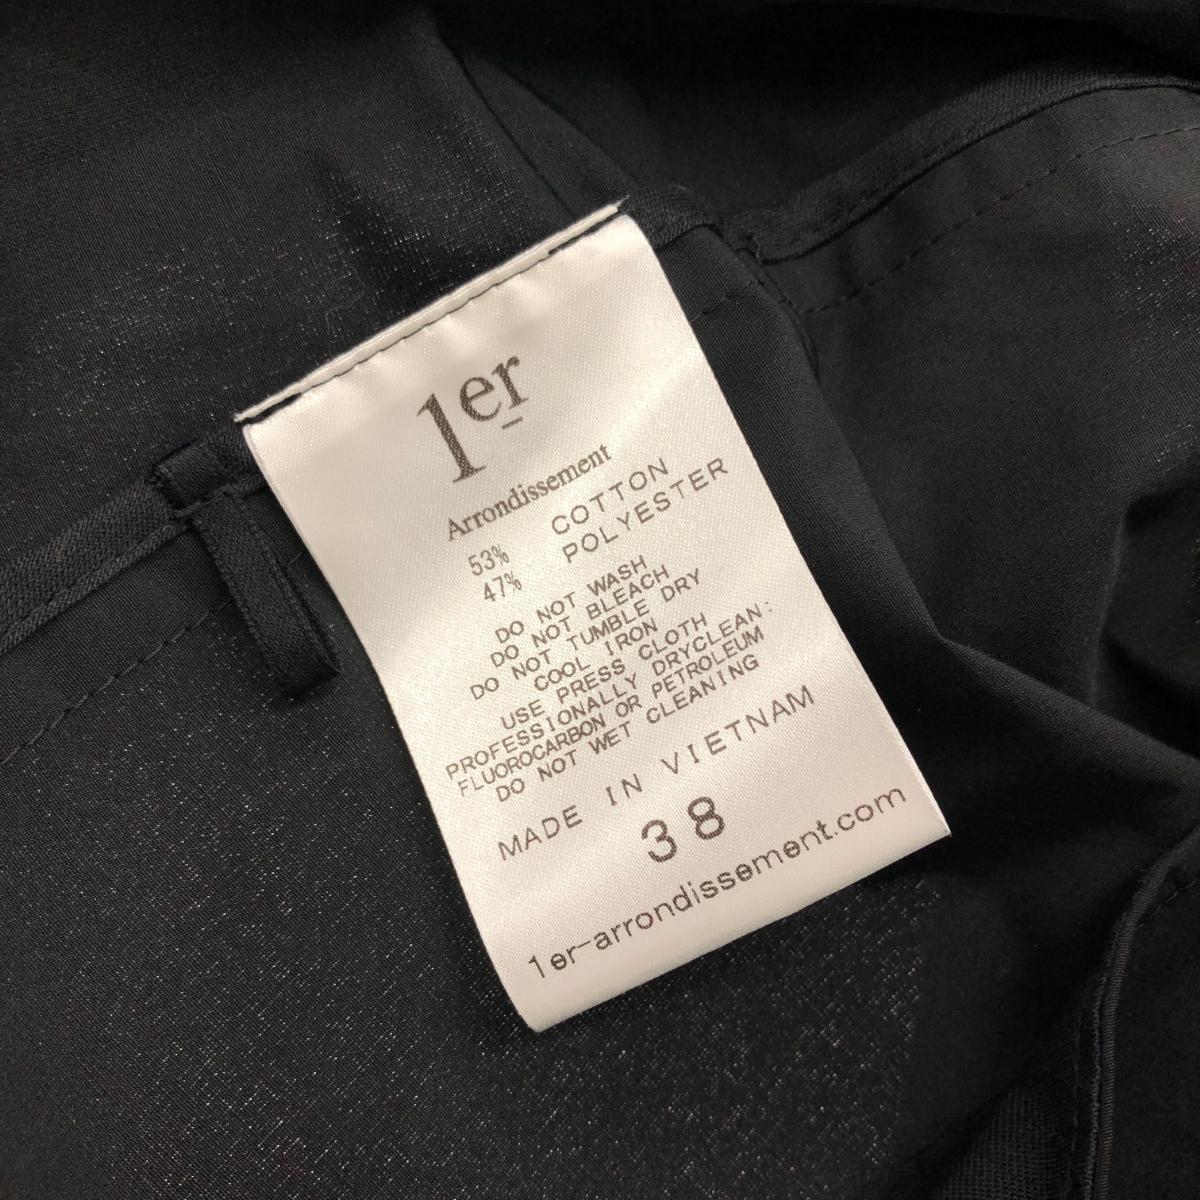 1er
Arrondissement
53% COTTON
47% POLYESTER
DO NOT WASH
DO NOT BLEACH
DO NOT TUMBLE DRY
COOL IRON
USE PRESS CLOTH
PROFESSIONALLY DRYCLEAN:
FLUOROCARBON OR PETROLEUM
DO NOT WET CLEANING
MADE IN VIETNAM
38
1er-arrondissement.com